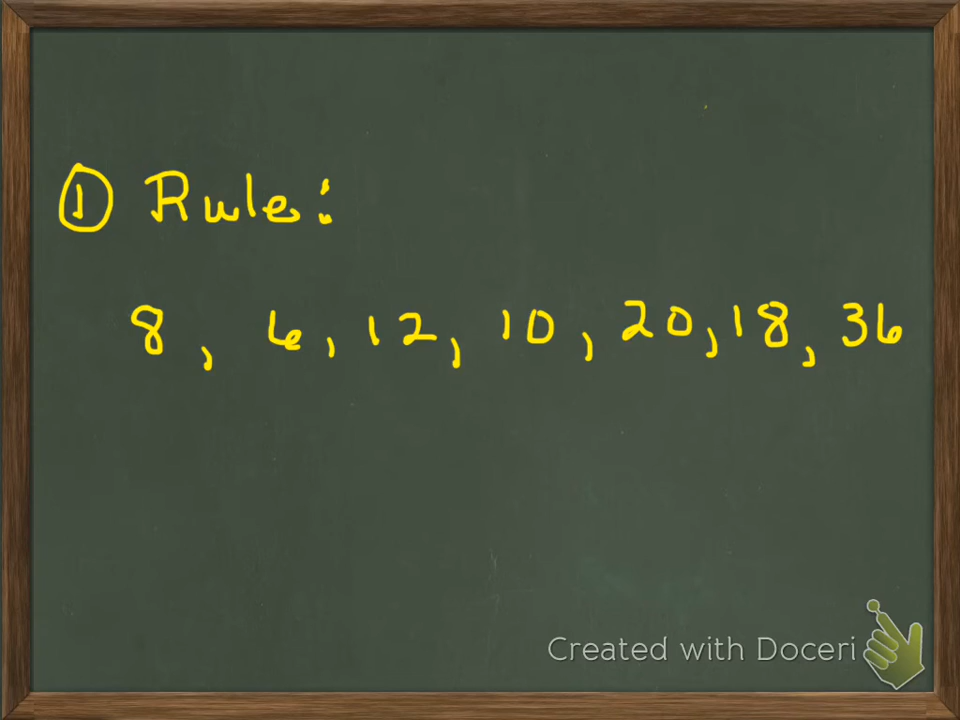 ① Rule:
8, 6, 12, 10, 20, 18, 36
Created with Doceri